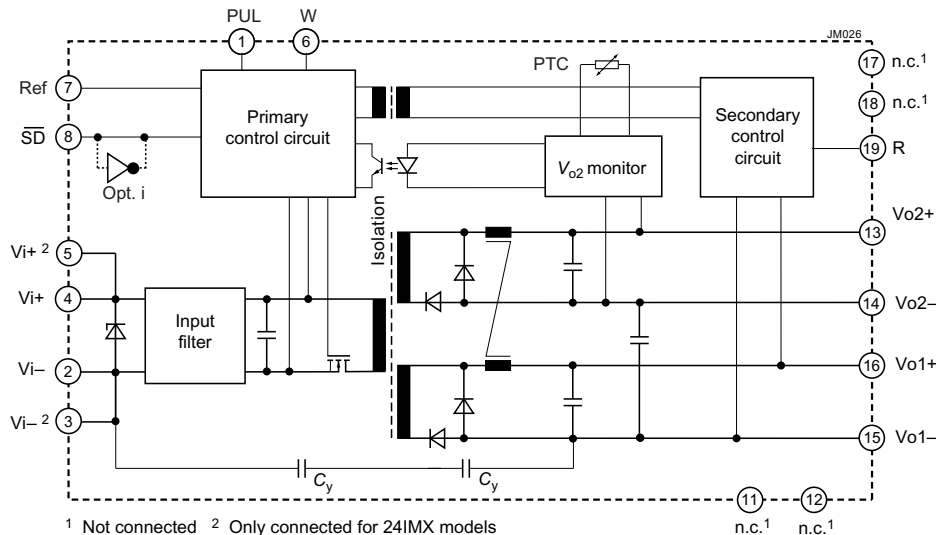 PUL
W
JM026
1
6
17
n.c.1
PTC
Ref
7
18
n.c.1
Primary
control circuit
Secondary
control
circuit
SD
8
19
R
Vo2 monitor
Opt. i
Isolation
Vo2+
13
Vi+ 2
5
Vi+
4
14
Vo2–
Input
filter
Vi–
2
16
Vo1+
Vi– 2
3
15
Vo1–
Cy
Cy
11
12
n.c.1
n.c.1
1 Not connected 2 Only connected for 24IMX models